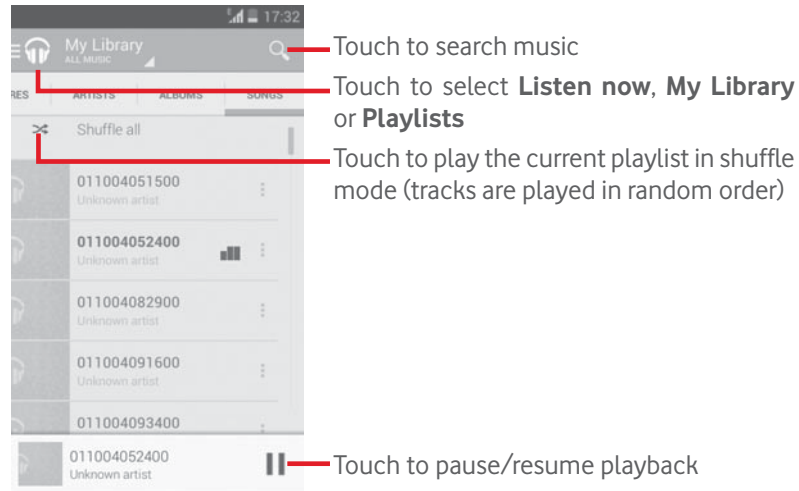 17:32
My Library
ALL MUSIC
RES ARTISTS ALBUMS SONGS
Shuffle all
011004051500
Unknown artist
011004052400
Unknown artist
011004082900
Unknown artist
011004091600
Unknown artist
011004093400
011004052400
Unknown artist
Touch to search music
Touch to select Listen now, My Library
or Playlists
Touch to play the current playlist in shuffle
mode (tracks are played in random order)
Touch to pause/resume playback